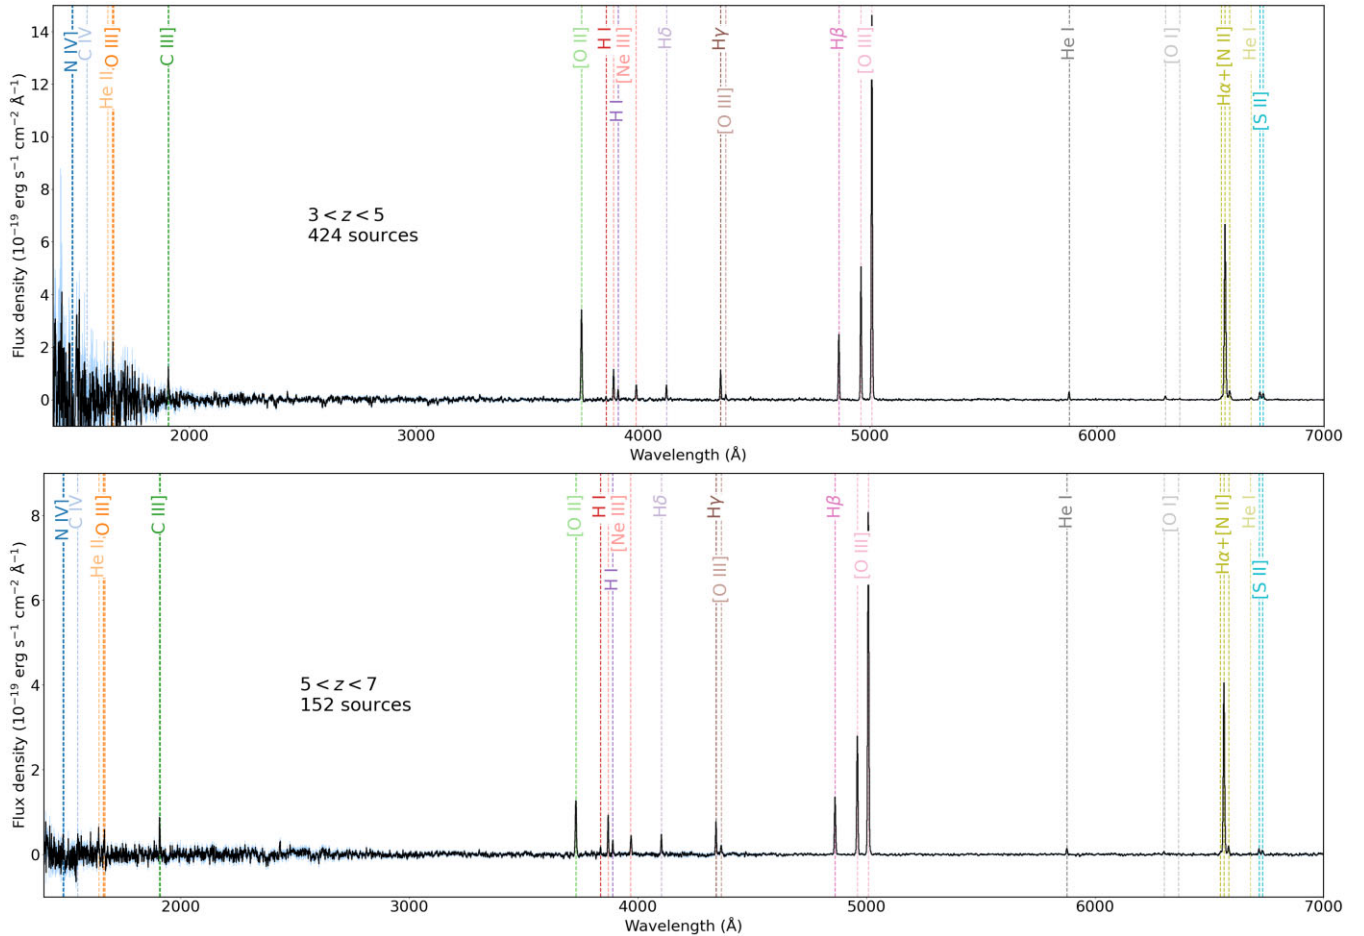 14
12
10
8
6
4
2
0
Flux density (10⁻¹⁹ erg s⁻¹ cm⁻² Å⁻¹)
N IV]
C IV
He II
O III]
C III]
[O II]
H I
[Ne III]
H I
Hδ
Hγ
[O III]
Hβ
[O III]
He I
[O I]
Hα+[N II]
He I
[S II]
3 < z < 5
424 sources
2000
3000
4000
5000
6000
7000
Wavelength (Å)
8
6
4
2
0
Flux density (10⁻¹⁹ erg s⁻¹ cm⁻² Å⁻¹)
N IV]
C IV
He II
O III]
C III]
[O II]
H I
[Ne III]
H I
Hδ
Hγ
[O III]
Hβ
[O III]
He I
[O I]
Hα+[N II]
He I
[S II]
5 < z < 7
152 sources
2000
3000
4000
5000
6000
7000
Wavelength (Å)